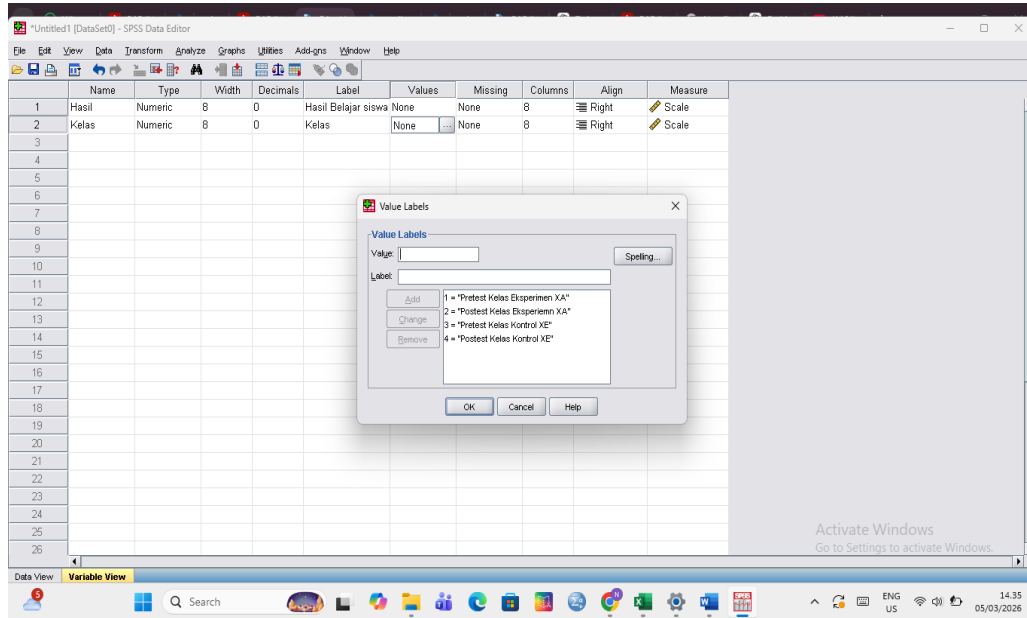 *Untitled1 [DataSet0] - SPSS Data Editor
File Edit View Data Transform Analyze Graphs Utilities Add-ons Window Help
Name Type Width Decimals Label Values Missing Columns Align Measure
1 Hasil Numeric 8 0 Hasil Belajar siswa None None 8 Right Scale
2 Kelas Numeric 8 0 Kelas None ... None 8 Right Scale
3
4
5
6
7
8
9
10
11
12
13
14
15
16
17
18
19
20
21
22
23
24
25
26
Value Labels
Value Labels
Value:
Spelling...
Label:
Add
Change
Remove
1 = "Pretest Kelas Eksperimen XA"
2 = "Postest Kelas Eksperiemn XA"
3 = "Pretest Kelas Kontrol XE"
4 = "Postest Kelas Kontrol XE"
OK Cancel Help
Activate Windows
Go to Settings to activate Windows.
Data View Variable View
5
Search
ENG
US
14.35
05/03/2026